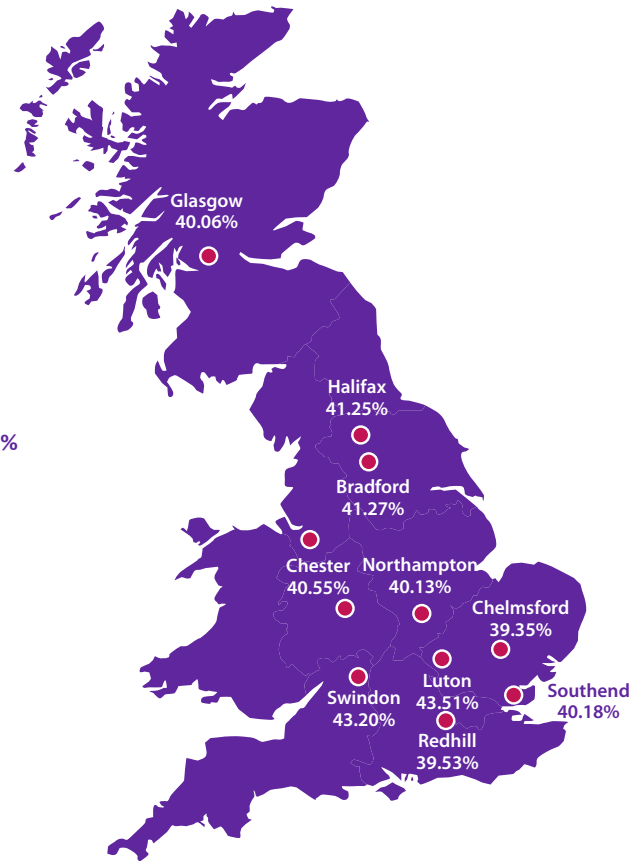 Glasgow
40.06%
Halifax
41.25%
%
Bradford
41.27%
Chester
40.55%
Northampton
40.13%
Chelmsford
39.35%
Luton
43.51%
Southend
40.18%
Swindon
43.20%
Redhill
39.53%